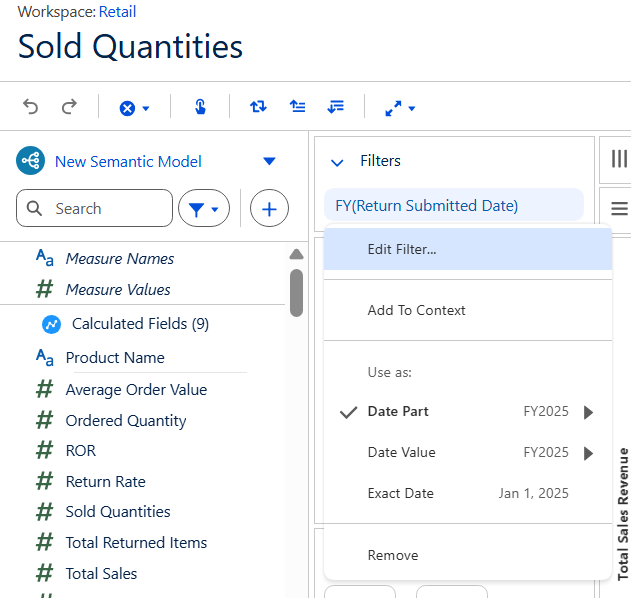 Workspace: Retail
Sold Quantities
New Semantic Model
Search
Measure Names
Measure Values
Calculated Fields (9)
Product Name
Average Order Value
Ordered Quantity
ROR
Return Rate
Sold Quantities
Total Returned Items
Total Sales
Filters
FY(Return Submitted Date)
Edit Filter...
Add To Context
Use as:
Date Part FY2025
Date Value FY2025
Exact Date Jan 1, 2025
Remove
Total Sales Revenue